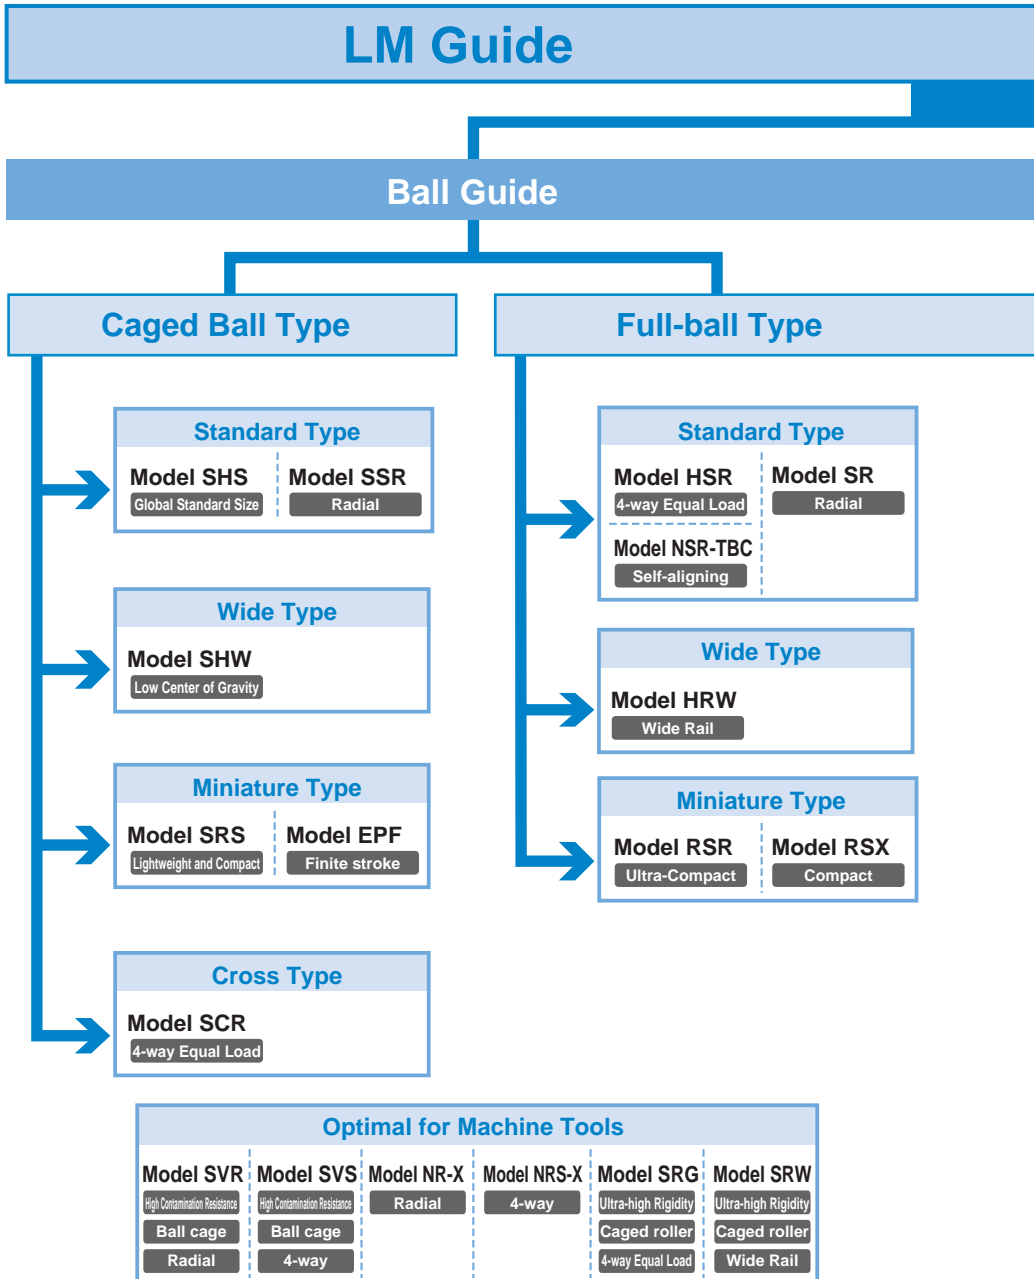 LM Guide
Ball Guide
Caged Ball Type
Full-ball Type
Standard Type
Model SHS
Global Standard Size
Model SSR
Radial
Wide Type
Model SHW
Low Center of Gravity
Miniature Type
Model SRS
Lightweight and Compact
Model EPF
Finite stroke
Cross Type
Model SCR
4-way Equal Load
Standard Type
Model HSR
4-way Equal Load
Model NSR-TBC
Self-aligning
Model SR
Radial
Wide Type
Model HRW
Wide Rail
Miniature Type
Model RSR
Ultra-Compact
Model RSX
Compact
Optimal for Machine Tools
Model SVR
High Contamination Resistance
Ball cage
Radial
Model SVS
High Contamination Resistance
Ball cage
4-way
Model NR-X
Radial
Model NRS-X
4-way
Model SRG
Ultra-high Rigidity
Caged roller
4-way Equal Load
Model SRW
Ultra-high Rigidity
Caged roller
Wide Rail